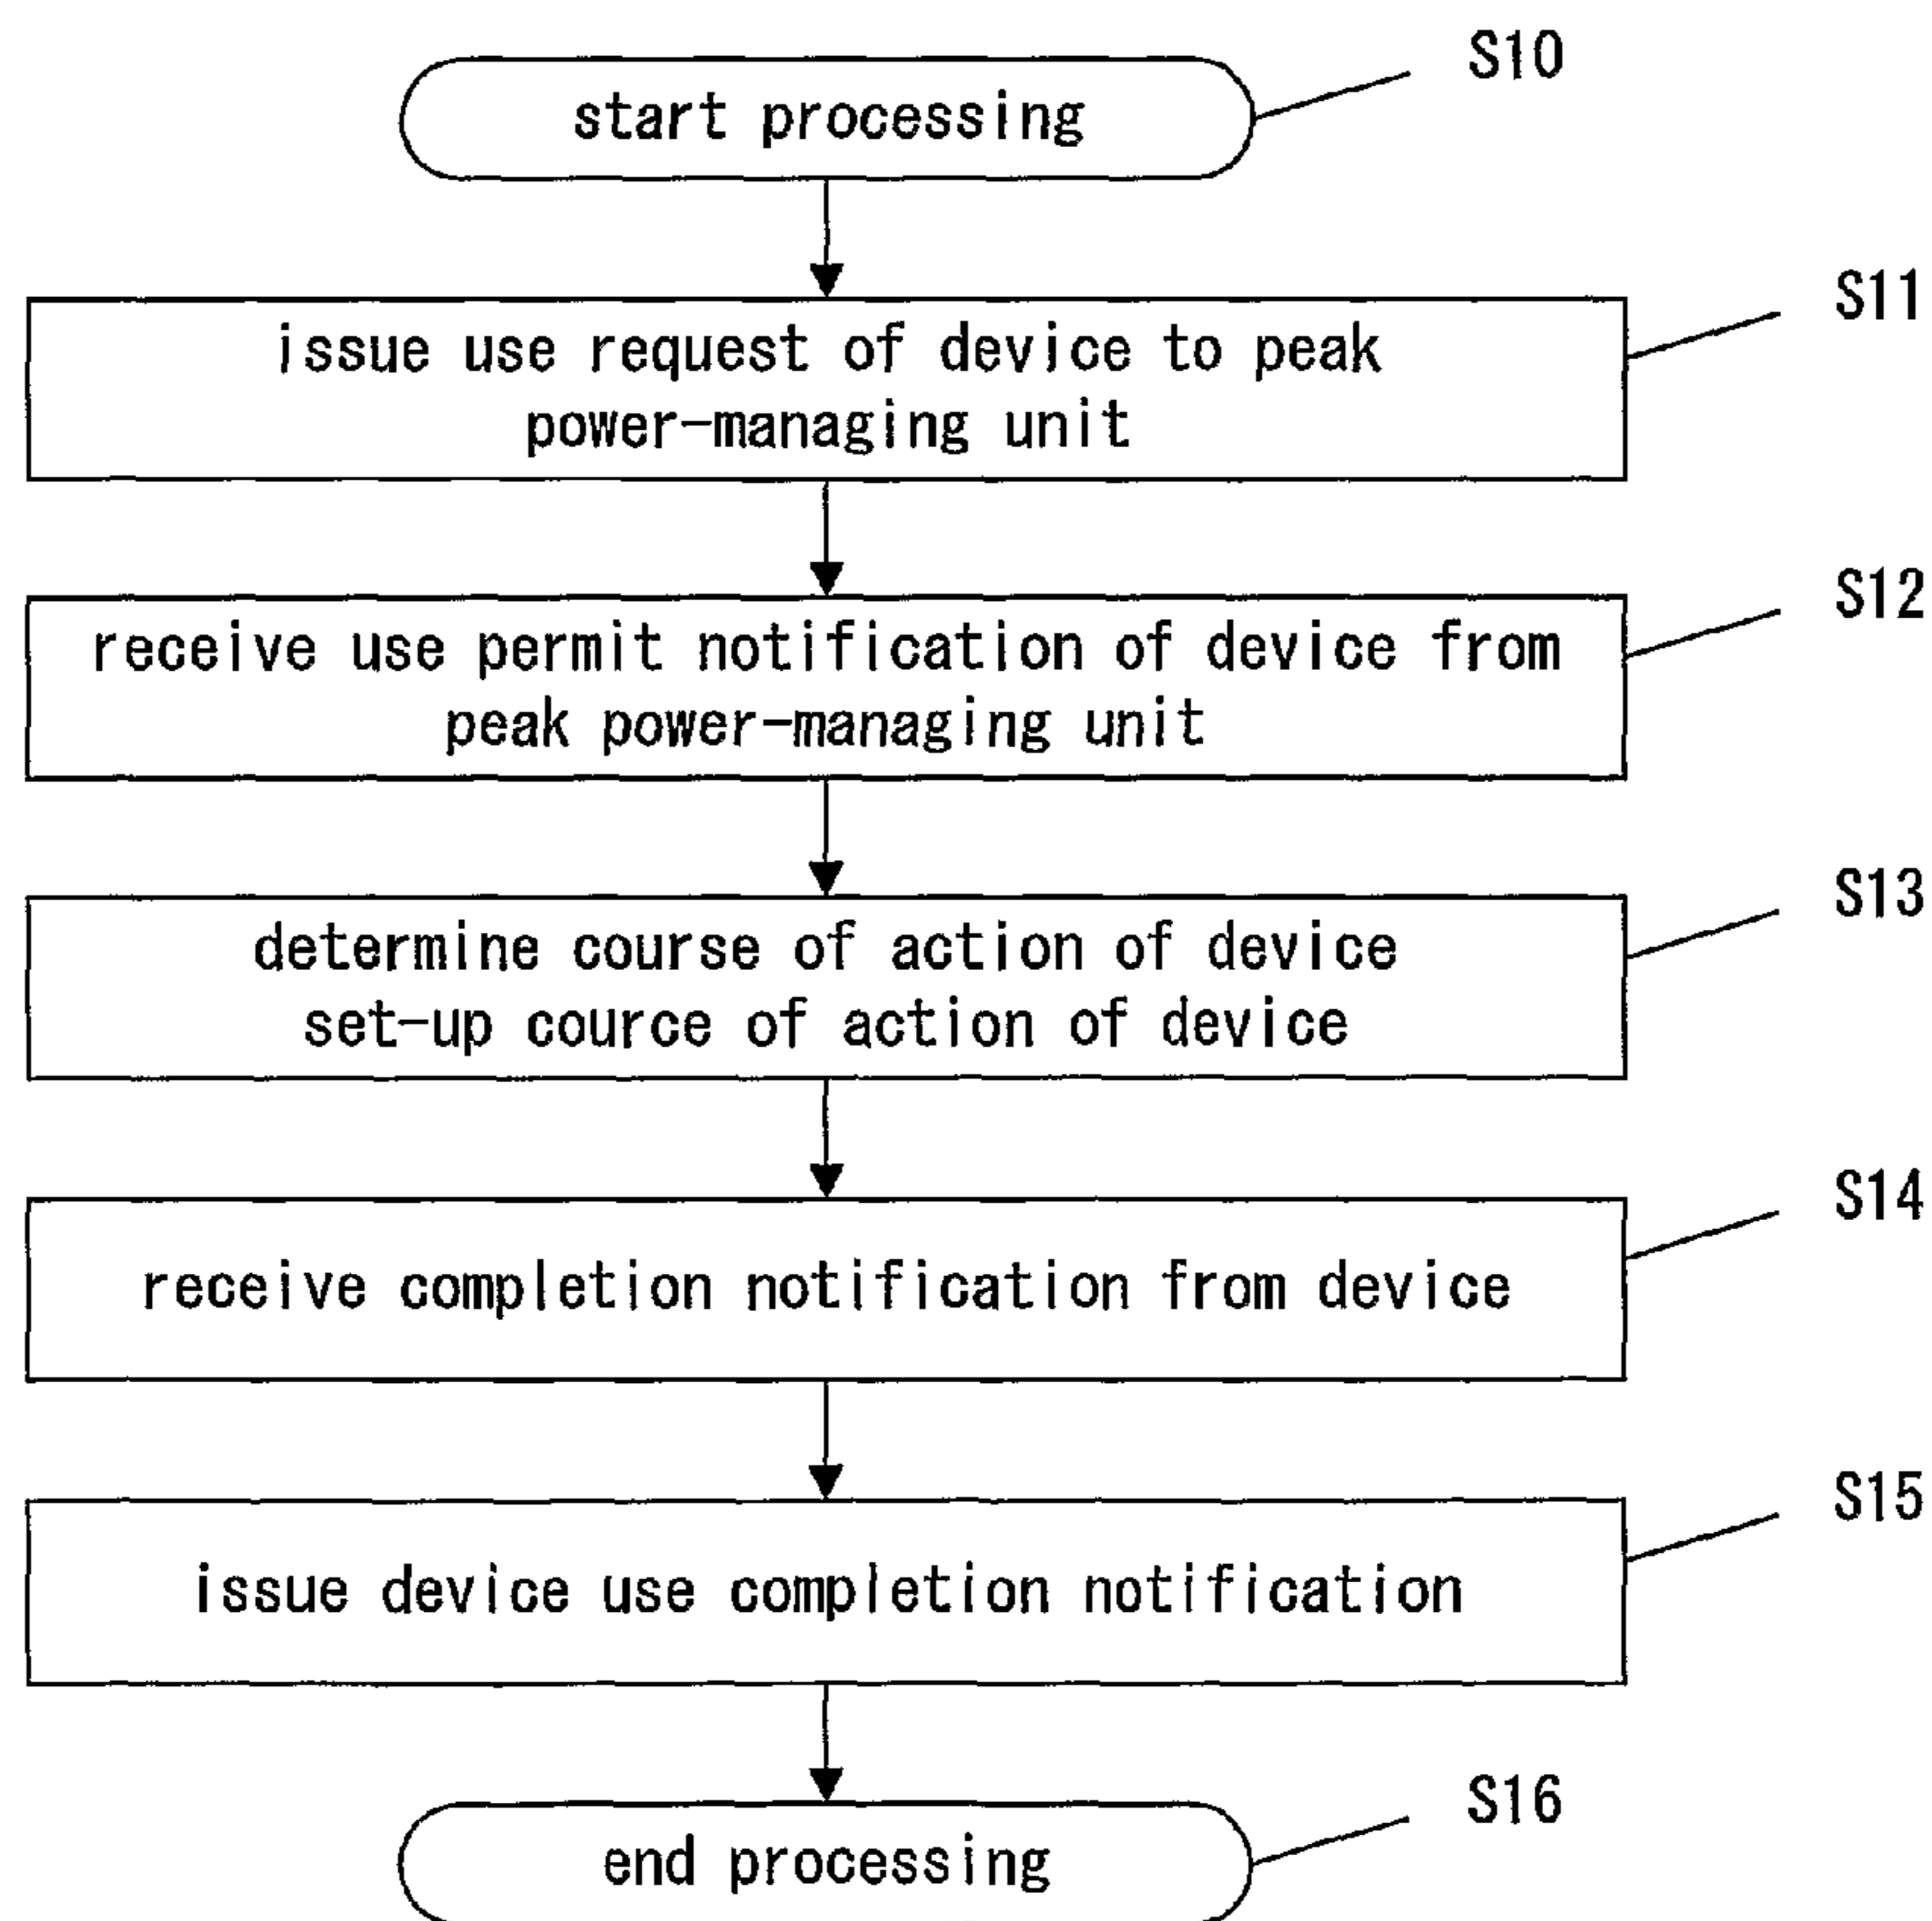 S10
start processing
S11
issue use request of device to peak
power-managing unit
S12
receive use permit notification of device from
peak power-managing unit
S13
determine course of action of device
set-up cource of action of device
S14
receive completion notification from device
S15
issue device use completion notification
S16
end processing